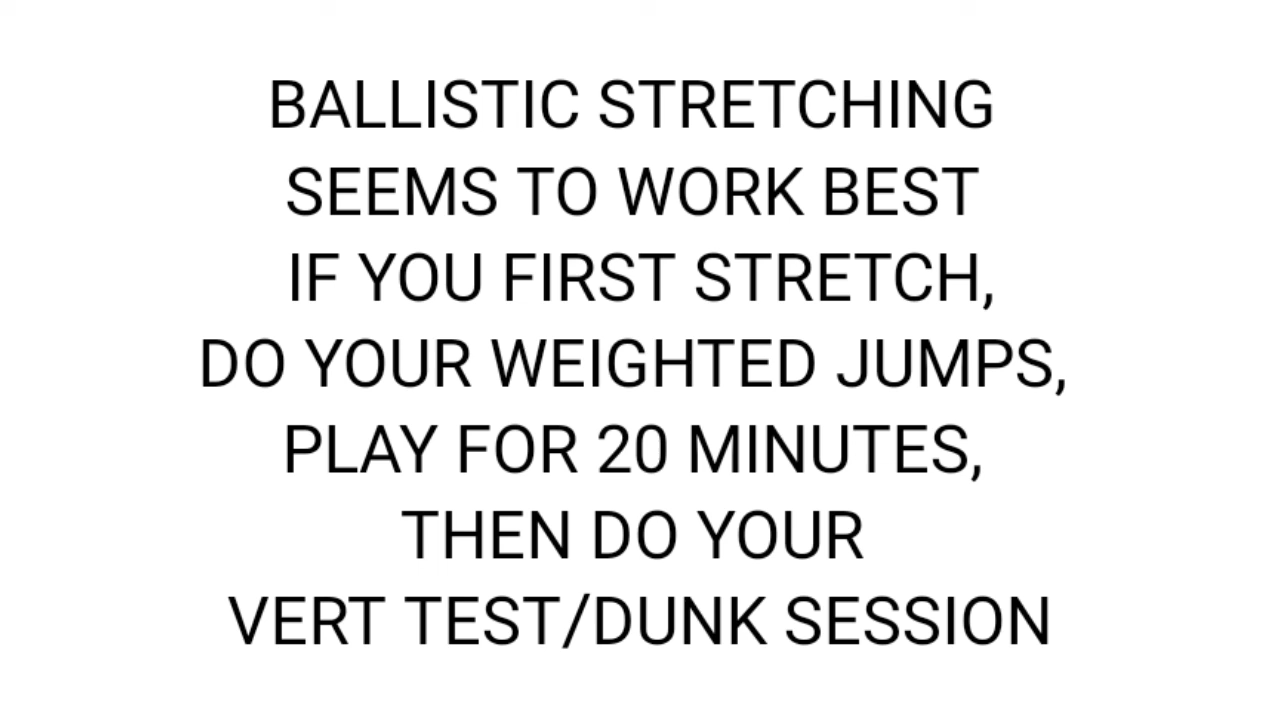 BALLISTIC STRETCHING
SEEMS TO WORK BEST
IF YOU FIRST STRETCH,
DO YOUR WEIGHTED JUMPS,
PLAY FOR 20 MINUTES,
THEN DO YOUR
VERT TEST/DUNK SESSION